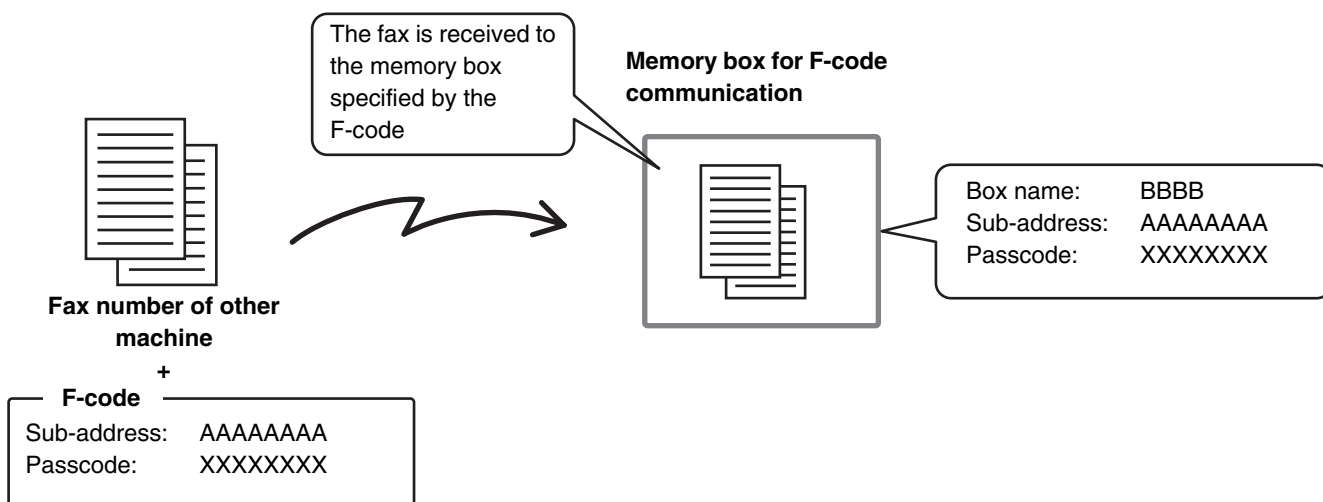 The fax is received to
the memory box
specified by the
F-code
Memory box for F-code
communication
Box name: BBBB
Sub-address: AAAAAAAA
Passcode: XXXXXXXX
Fax number of other
machine
+
F-code
Sub-address: AAAAAAAA
Passcode: XXXXXXXX